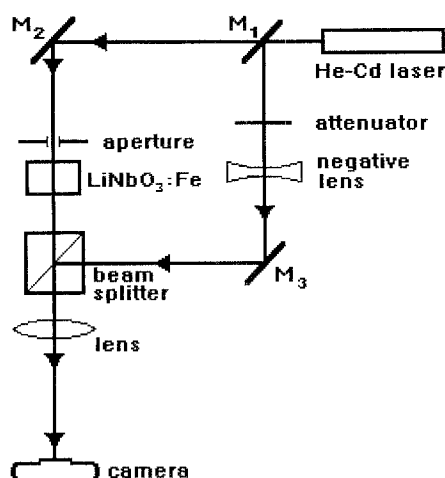 M₂
M₁
He-Cd laser
aperture
attenuator
LiNbO₃:Fe
negative
lens
beam
splitter
M₃
lens
camera